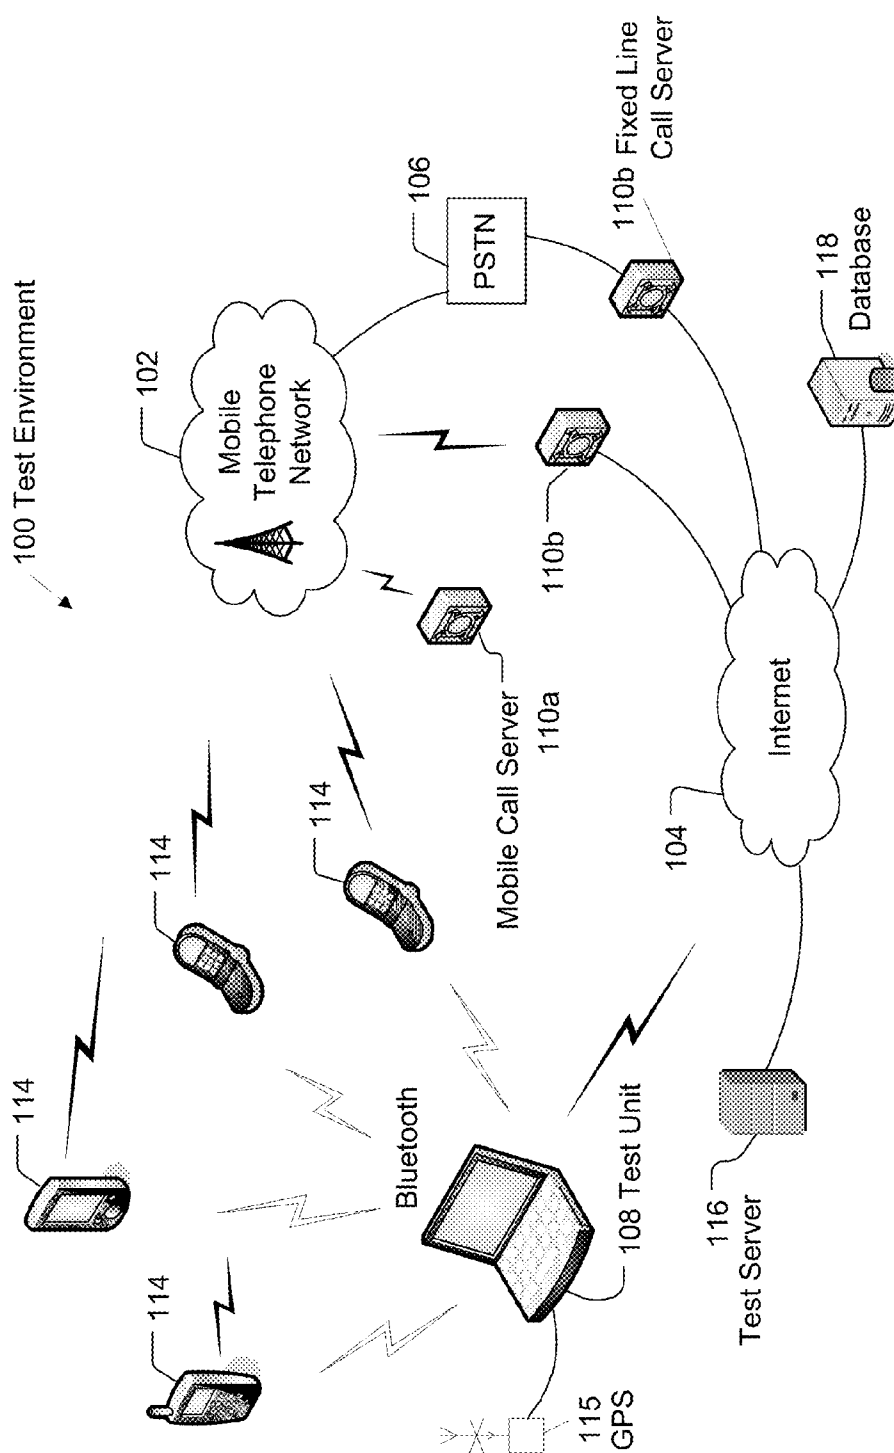 100 Test Environment
114
114
114
114
102
Mobile
Telephone
Network
106
PSTN
Bluetooth
Mobile Call Server
110a
110b
110b Fixed Line
Call Server
115
GPS
108 Test Unit
104
Internet
116
Test Server
118
Database